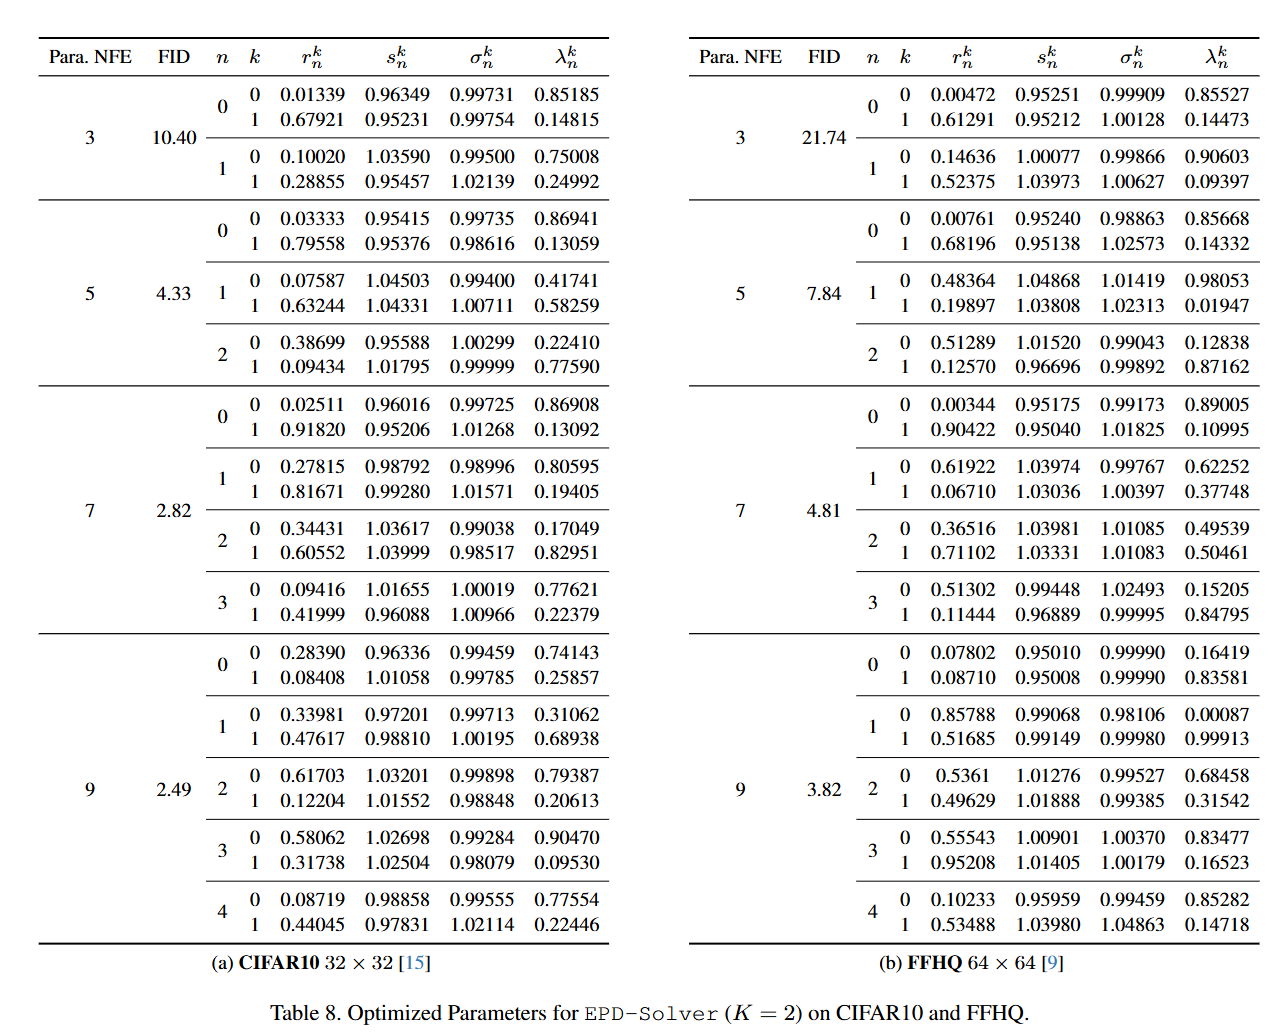 Para. NFE FID n k r_n^k s_n^k σ_n^k λ_n^k
3 10.40
0 0 0.01339 0.96349 0.99731 0.85185
1 0.67921 0.95231 0.99754 0.14815
1 0 0.10020 1.03590 0.99500 0.75008
1 0.28855 0.95457 1.02139 0.24992
5 4.33
0 0 0.03333 0.95415 0.99735 0.86941
1 0.79558 0.95376 0.98616 0.13059
1 0 0.07587 1.04503 0.99400 0.41741
1 0.63244 1.04331 1.00711 0.58259
2 0 0.38699 0.95588 1.00299 0.22410
1 0.09434 1.01795 0.99999 0.77590
7 2.82
0 0 0.02511 0.96016 0.99725 0.86908
1 0.91820 0.95206 1.01268 0.13092
1 0 0.27815 0.98792 0.98996 0.80595
1 0.81671 0.99280 1.01571 0.19405
2 0 0.34431 1.03617 0.99038 0.17049
1 0.60552 1.03999 0.98517 0.82951
3 0 0.09416 1.01655 1.00019 0.77621
1 0.41999 0.96088 1.00966 0.22379
9 2.49
0 0 0.28390 0.96336 0.99459 0.74143
1 0.08408 1.01058 0.99785 0.25857
1 0 0.33981 0.97201 0.99713 0.31062
1 0.47617 0.98810 1.00195 0.68938
2 0 0.61703 1.03201 0.99898 0.79387
1 0.12204 1.01552 0.98848 0.20613
3 0 0.58062 1.02698 0.99284 0.90470
1 0.31738 1.02504 0.98079 0.09530
4 0 0.08719 0.98858 0.99555 0.77554
1 0.44045 0.97831 1.02114 0.22446
(a) CIFAR10 32 × 32 [15]
Para. NFE FID n k r_n^k s_n^k σ_n^k λ_n^k
3 21.74
0 0 0.00472 0.95251 0.99909 0.85527
1 0.61291 0.95212 1.00128 0.14473
1 0 0.14636 1.00077 0.99866 0.90603
1 0.52375 1.03973 1.00627 0.09397
5 7.84
0 0 0.00761 0.95240 0.98863 0.85668
1 0.68196 0.95138 1.02573 0.14332
1 0 0.48364 1.04868 1.01419 0.98053
1 0.19897 1.03808 1.02313 0.01947
2 0 0.51289 1.01520 0.99043 0.12838
1 0.12570 0.96696 0.99892 0.87162
7 4.81
0 0 0.00344 0.95175 0.99173 0.89005
1 0.90422 0.95040 1.01825 0.10995
1 0 0.61922 1.03974 0.99767 0.62252
1 0.06710 1.03036 1.00397 0.37748
2 0 0.36516 1.03981 1.01085 0.49539
1 0.71102 1.03331 1.01083 0.50461
3 0 0.51302 0.99448 1.02493 0.15205
1 0.11444 0.96889 0.99995 0.84795
9 3.82
0 0 0.07802 0.95010 0.99990 0.16419
1 0.08710 0.95008 0.99990 0.83581
1 0 0.85788 0.99068 0.98106 0.00087
1 0.51685 0.99149 0.99980 0.99913
2 0 0.5361 1.01276 0.99527 0.68458
1 0.49629 1.01888 0.99385 0.31542
3 0 0.55543 1.00901 1.00370 0.83477
1 0.95208 1.01405 1.00179 0.16523
4 0 0.10233 0.95959 0.99459 0.85282
1 0.53488 1.03980 1.04863 0.14718
(b) FFHQ 64 × 64 [9]
Table 8. Optimized Parameters for EPD-Solver (K = 2) on CIFAR10 and FFHQ.